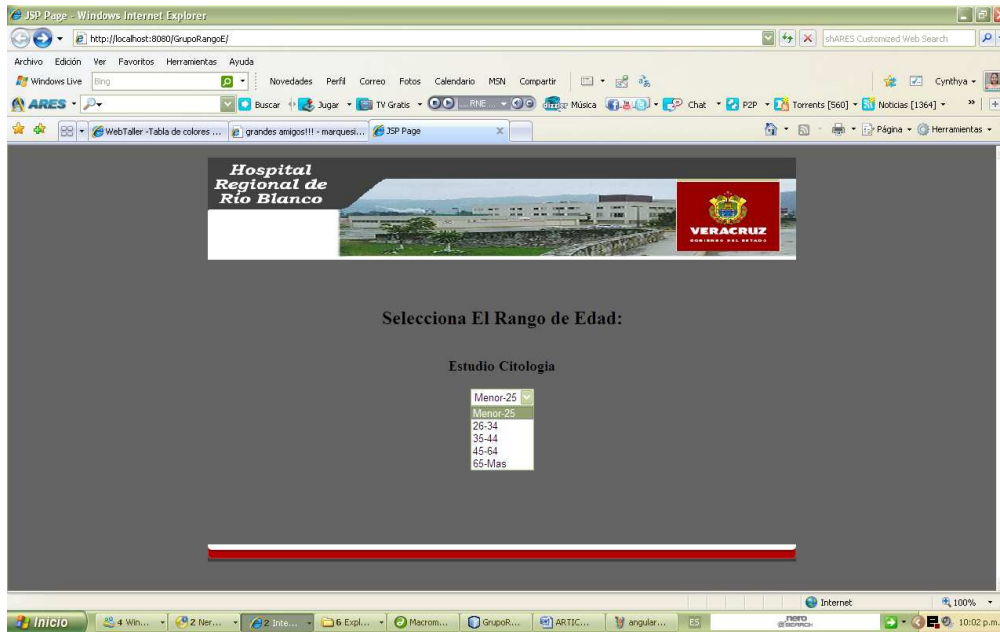 JSP Page - Windows Internet Explorer
http://localhost:8080/GrupoRangoE/
shARES Customized Web Search
Archivo Edición Ver Favoritos Herramientas Ayuda
Windows Live Bing Novedades Perfil Correo Fotos Calendario MSN Compartir Cynthya
ARES Buscar Jugar TV Gratis ...RNE... Música Chat P2P Torrents [560] Noticias [1364] »
WebTaller -Tabla de colores ... grandes amigos!!! - marquesi... JSP Page X Página Herramientas
Hospital
Regional de
Río Blanco
VERACRUZ
GOBIERNO DEL ESTADO
Selecciona El Rango de Edad:
Estudio Citologia
Menor-25
Menor-25
26-34
35-44
45-64
65-Mas
Internet 100%
Inicio 4 Win... 2 Ner... 2 Inte... 6 Expl... Macrom... GrupoR... ARTIC... angular... ES nero SEARCH 10:02 p.m.